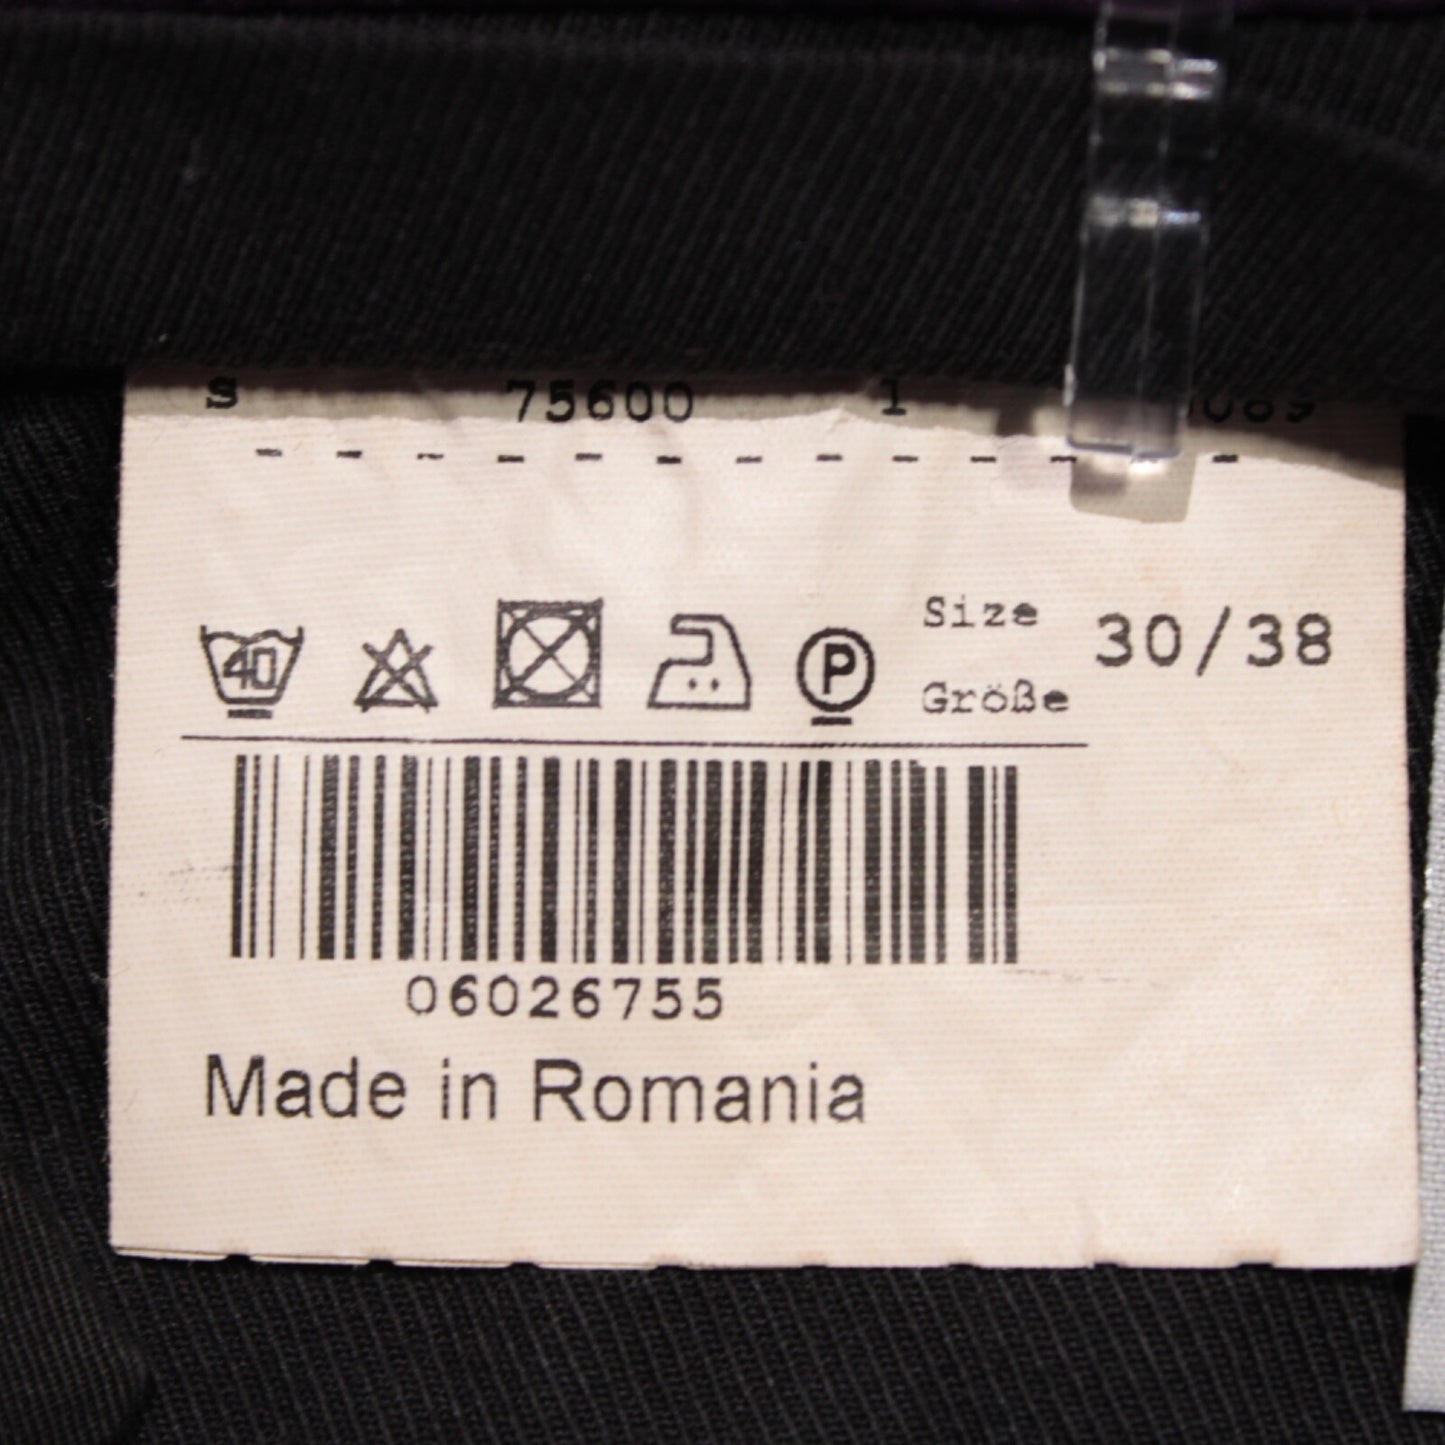 S 75600 1
40 P Size 30/38
Größe
06026755
Made in Romania